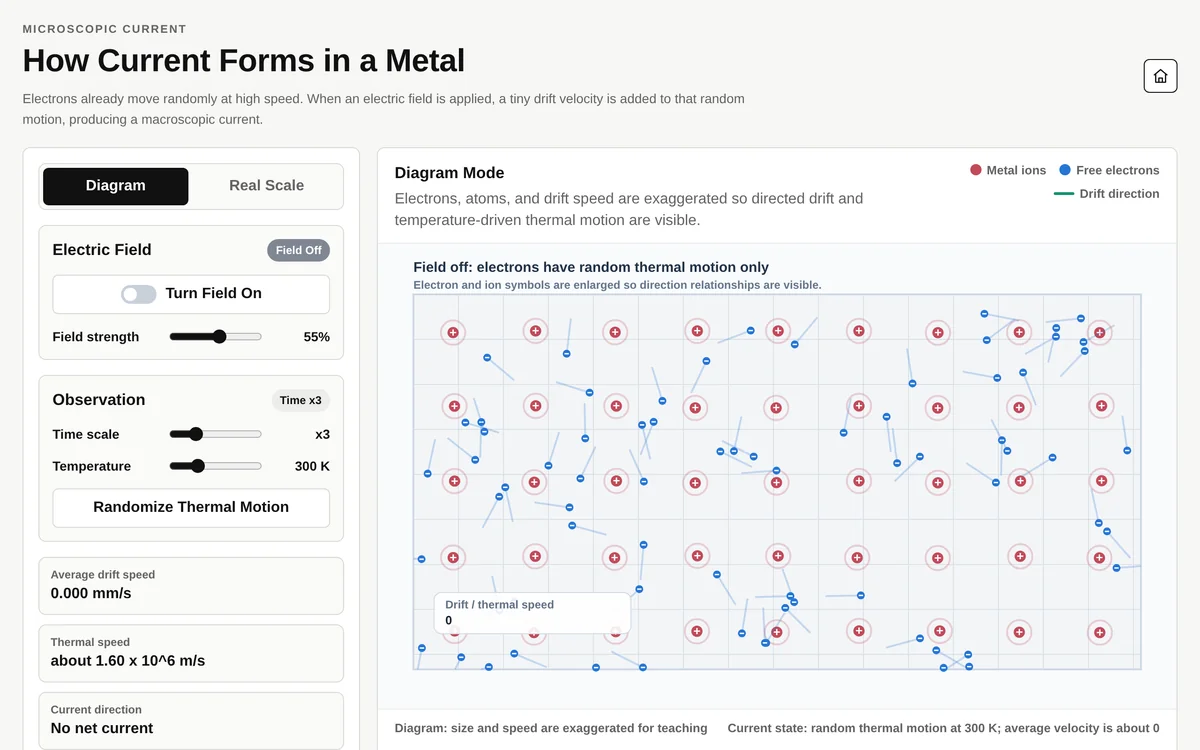 MICROSCOPIC CURRENT
How Current Forms in a Metal
Electrons already move randomly at high speed. When an electric field is applied, a tiny drift velocity is added to that random
motion, producing a macroscopic current.
Diagram
Real Scale
Electric Field
Field Off
Turn Field On
Field strength
55%
Observation
Time x3
Time scale
x3
Temperature
300 K
Randomize Thermal Motion
Average drift speed
0.000 mm/s
Thermal speed
about 1.60 x 10^6 m/s
Current direction
No net current
Diagram Mode
Electrons, atoms, and drift speed are exaggerated so directed drift and
temperature-driven thermal motion are visible.
Metal ions
Free electrons
Drift direction
Field off: electrons have random thermal motion only
Electron and ion symbols are enlarged so direction relationships are visible.
Drift / thermal speed
0
Diagram: size and speed are exaggerated for teaching
Current state: random thermal motion at 300 K; average velocity is about 0